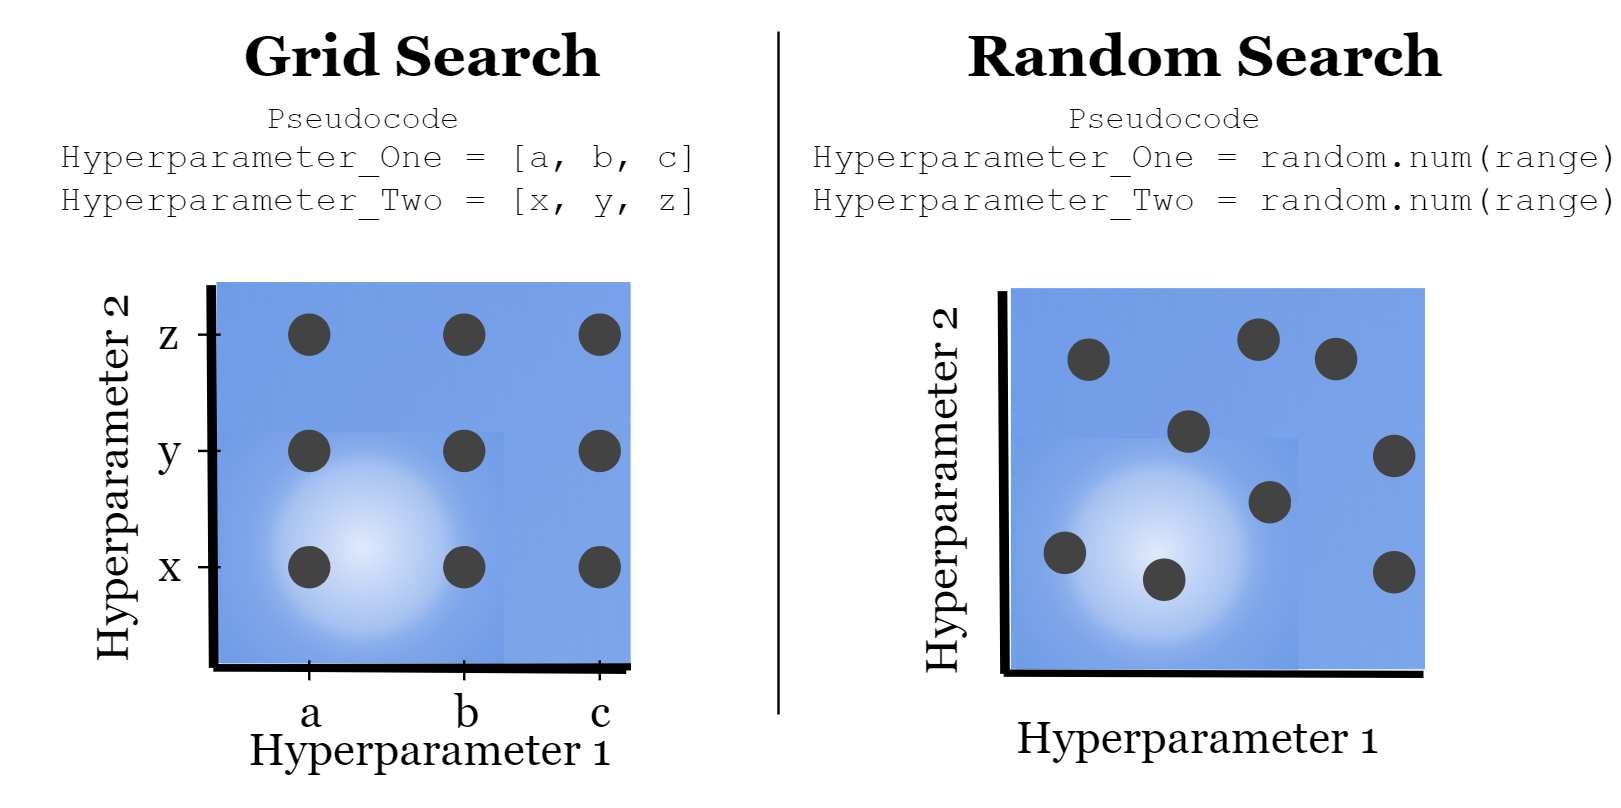 Grid Search
Pseudocode
Hyperparameter_One = [a, b, c]
Hyperparameter_Two = [x, y, z]
Hyperparameter 2
z
y
x
a b c
Hyperparameter 1
Random Search
Pseudocode
Hyperparameter_One = random.num(range)
Hyperparameter_Two = random.num(range)
Hyperparameter 2
Hyperparameter 1